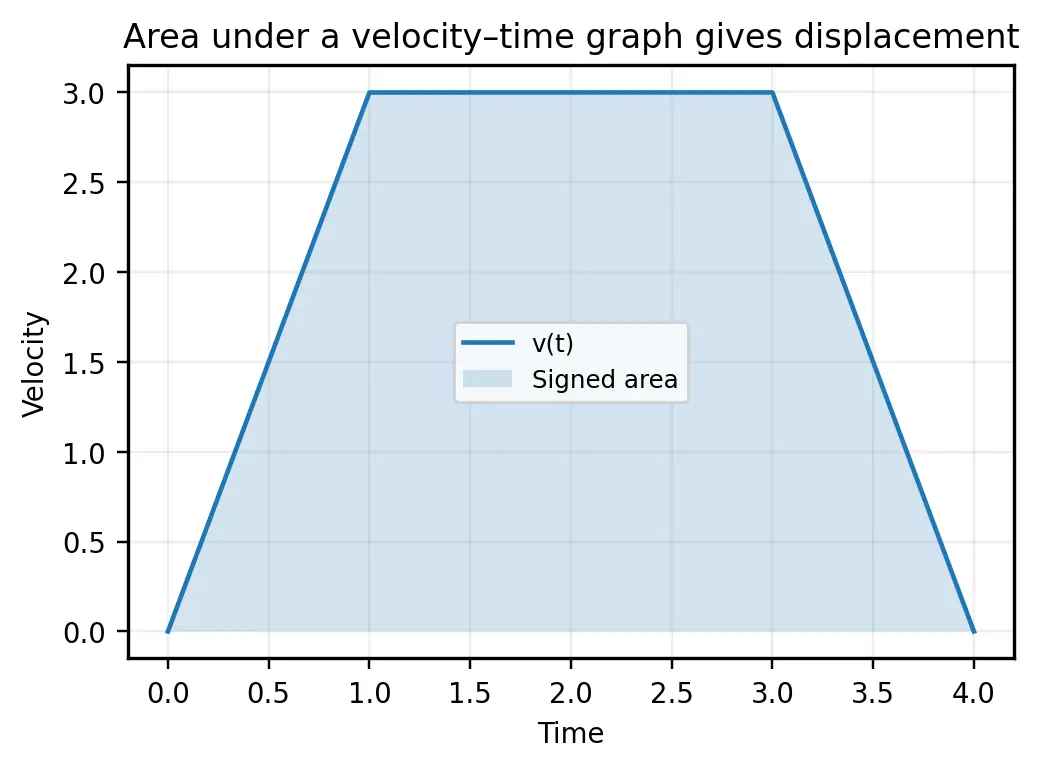 Area under a velocity–time graph gives displacement
3.0
2.5
2.0
1.5
1.0
0.5
0.0
Velocity
v(t)
Signed area
0.0 0.5 1.0 1.5 2.0 2.5 3.0 3.5 4.0
Time